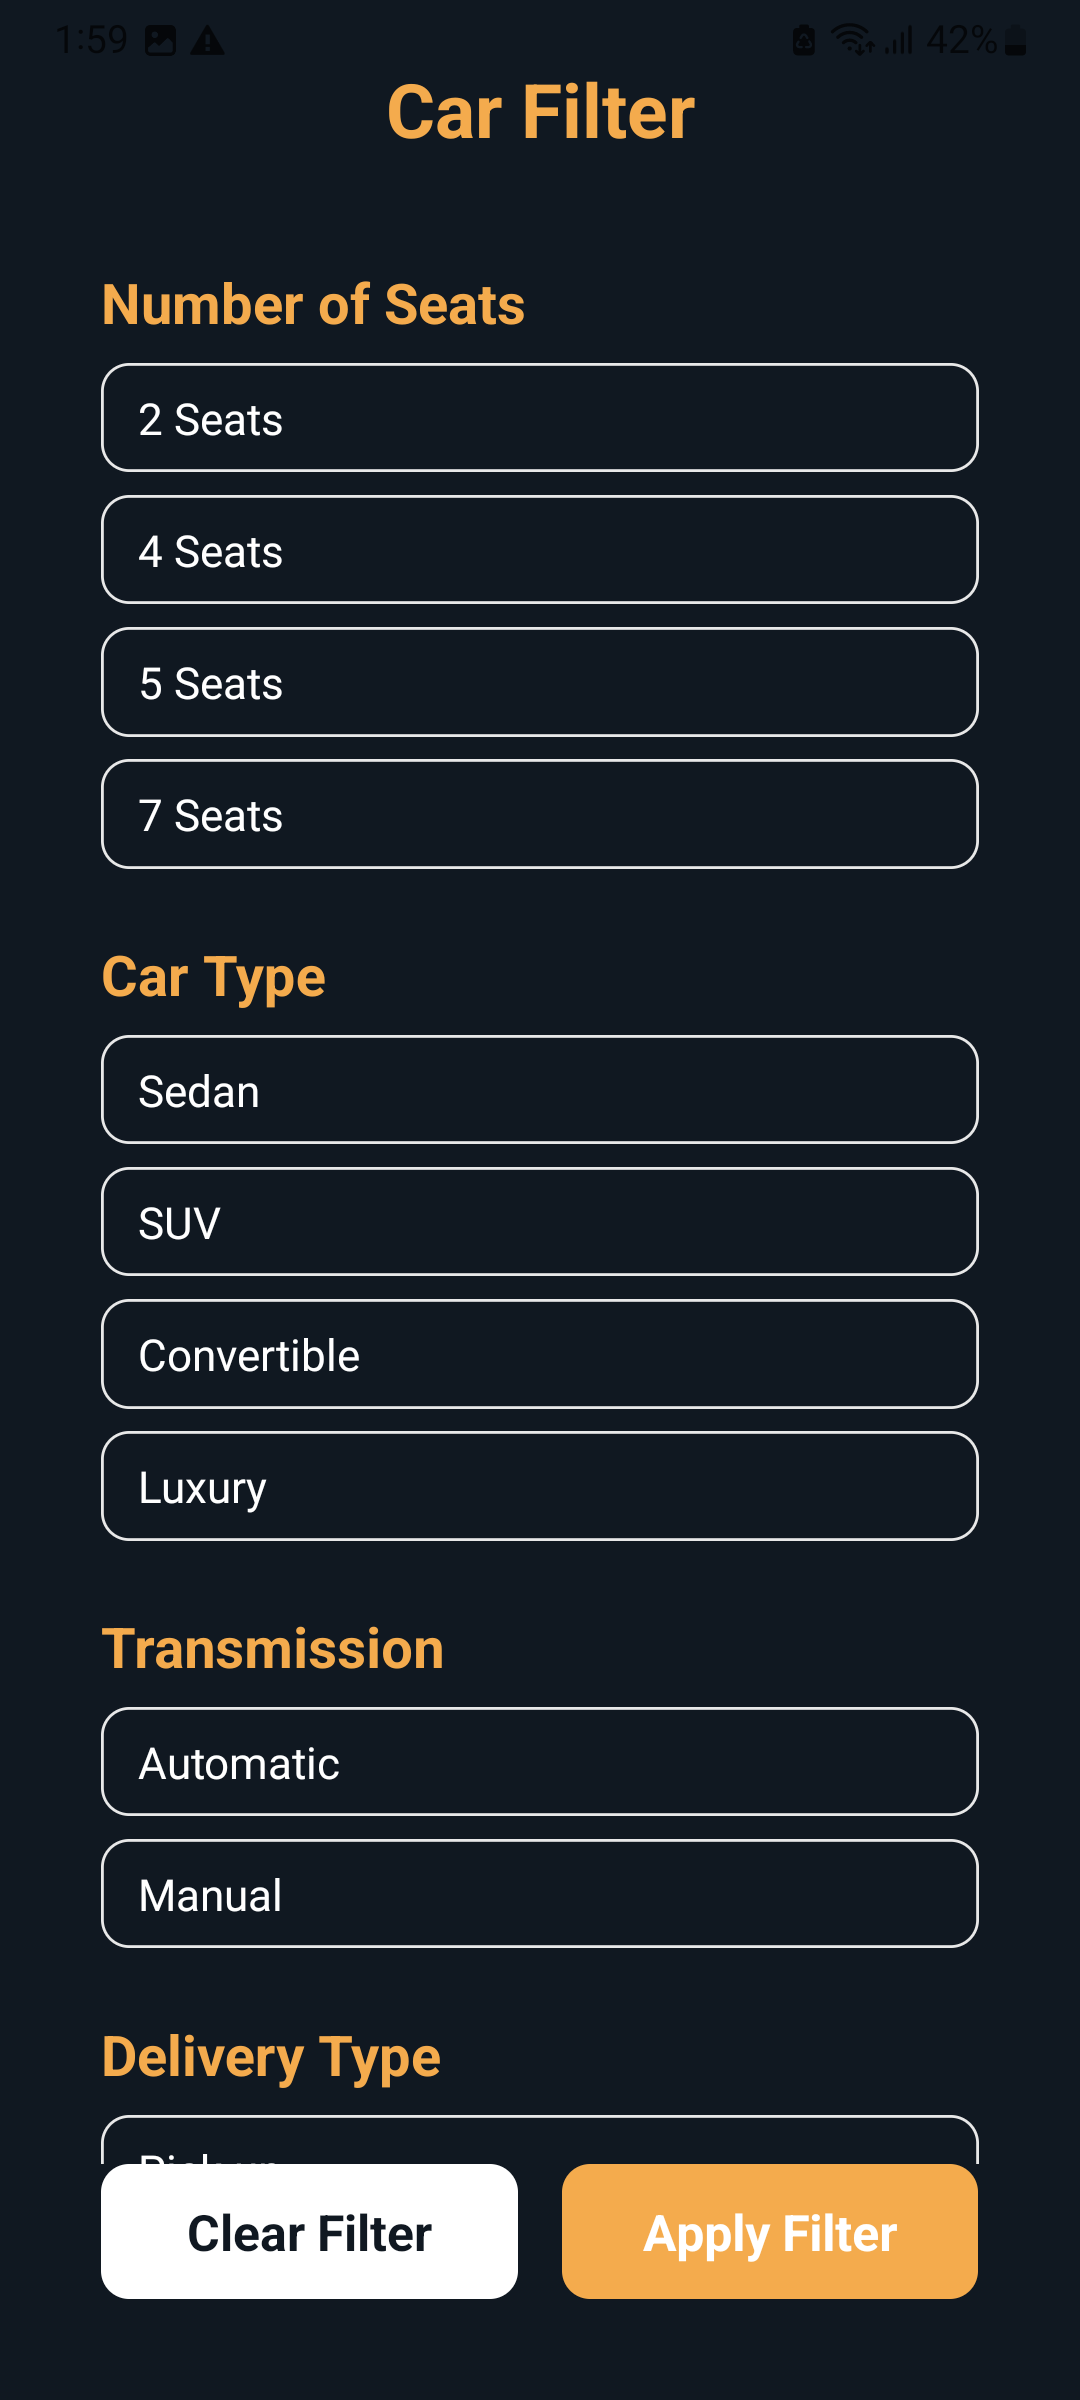 1:59 42%
Car Filter
Number of Seats
2 Seats
4 Seats
5 Seats
7 Seats
Car Type
Sedan
SUV
Convertible
Luxury
Transmission
Automatic
Manual
Delivery Type
Clear Filter Apply Filter